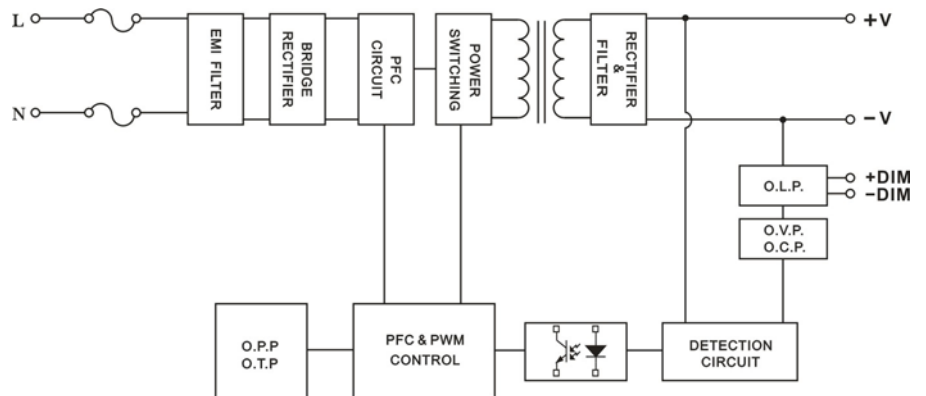 L
N
EMI FILTER
BRIDGE
RECTIFIER
PFC
CIRCUIT
POWER
SWITCHING
RECTIFIER
&
FILTER
+V
−V
O.L.P.
+DIM
−DIM
O.V.P.
O.C.P.
O.P.P
O.T.P
PFC & PWM
CONTROL
DETECTION
CIRCUIT